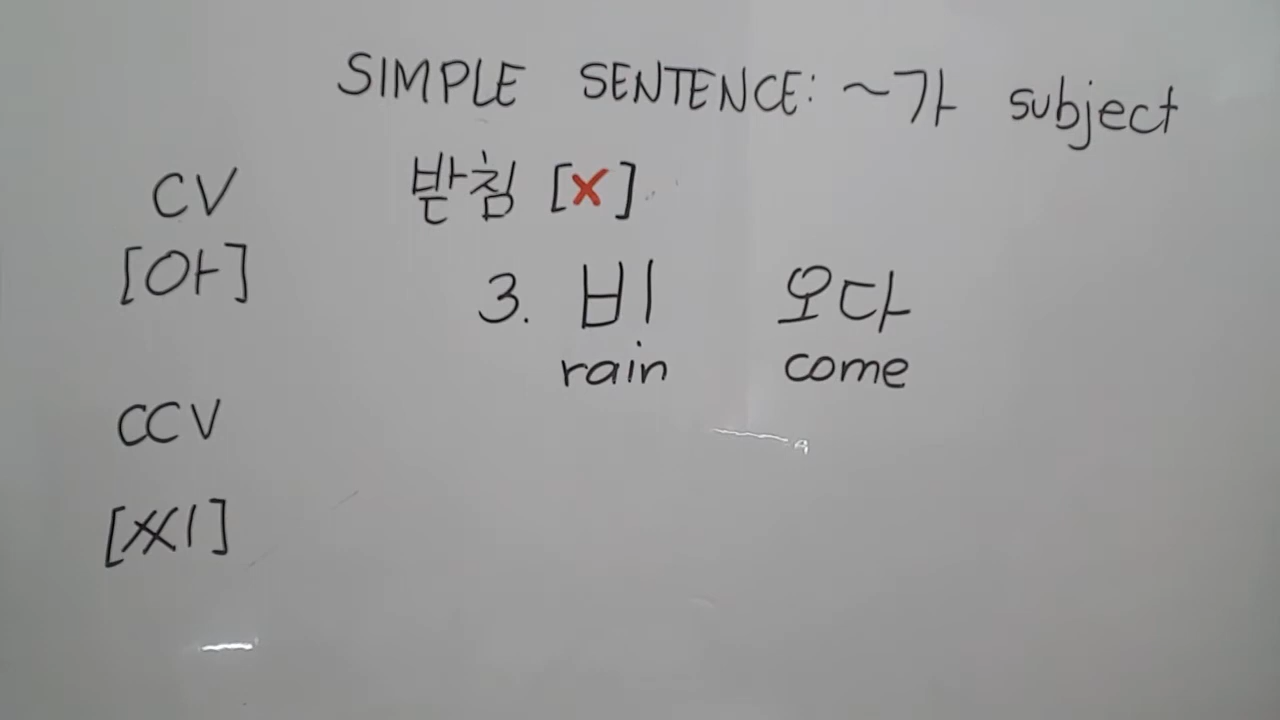 SIMPLE SENTENCE: ~가 subject
받침 [X]
CV
[아]
3. 비 오다
rain come
CCV
[씨]